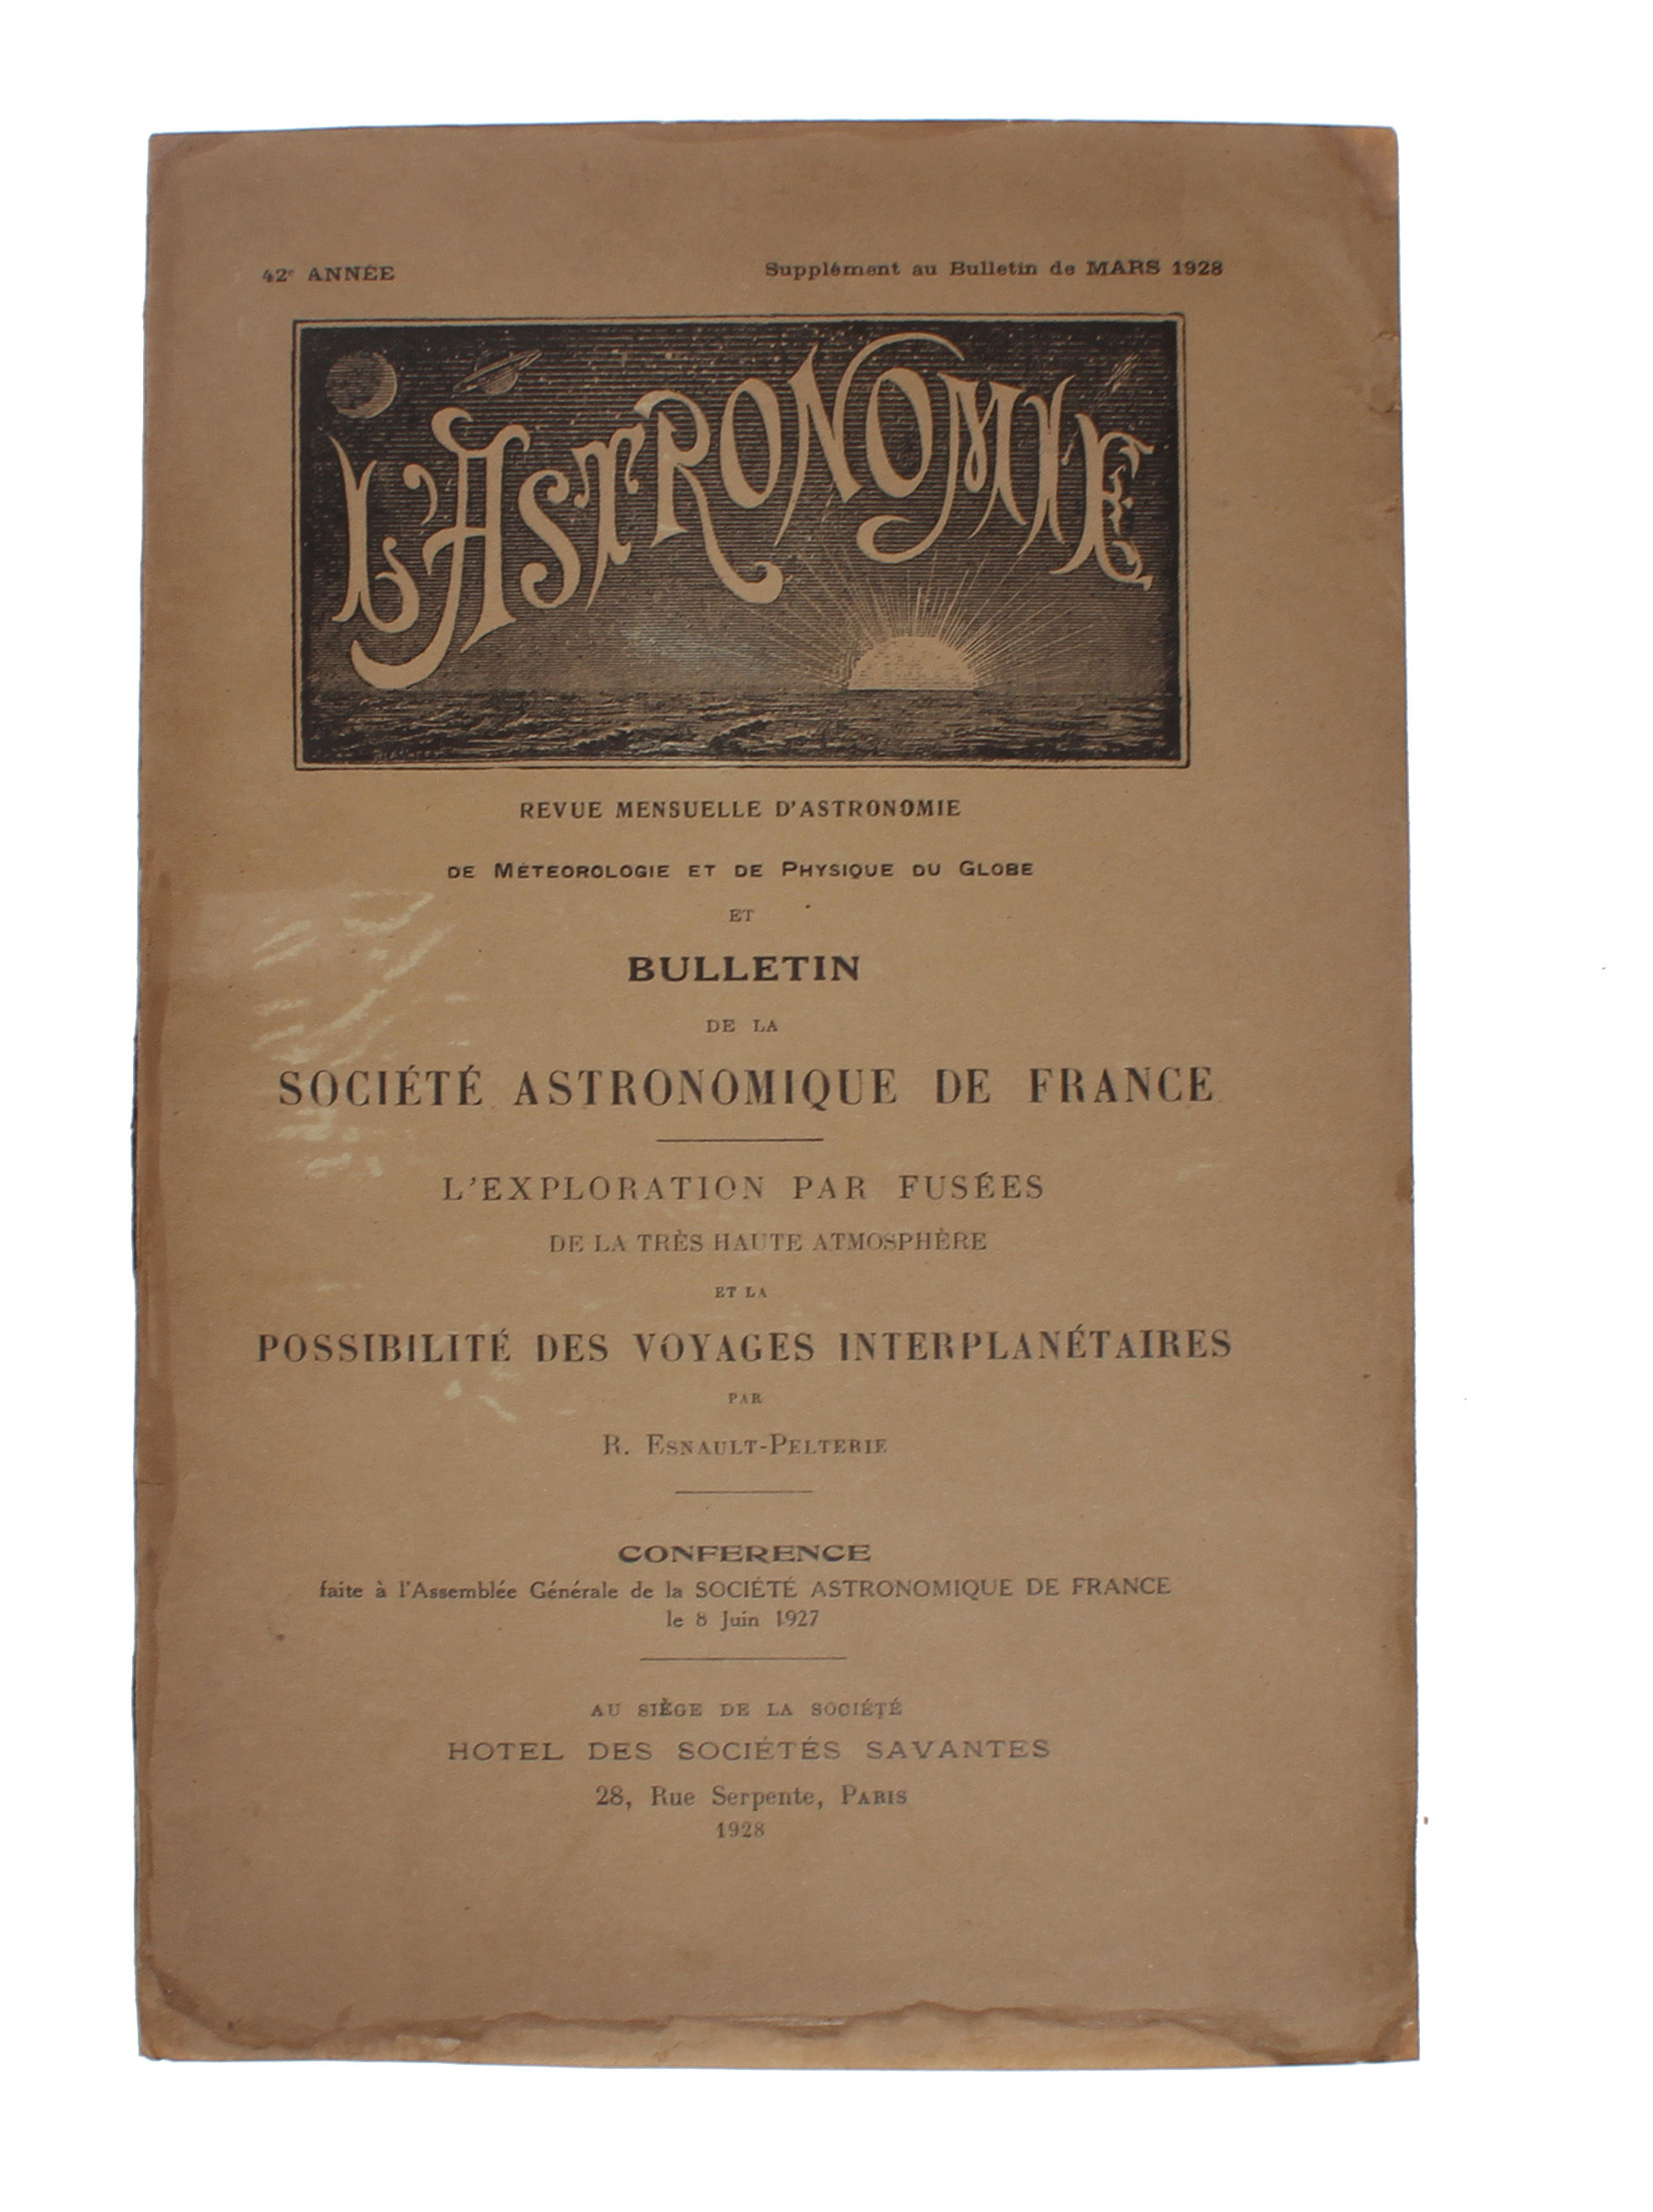 42e ANNÉE
Supplément au Bulletin de MARS 1928
L'ASTRONOMIE
REVUE MENSUELLE D'ASTRONOMIE
DE MÉTEOROLOGIE ET DE PHYSIQUE DU GLOBE
ET
BULLETIN
DE LA
SOCIÉTÉ ASTRONOMIQUE DE FRANCE
L'EXPLORATION PAR FUSÉES
DE LA TRÈS HAUTE ATMOSPHÈRE
ET LA
POSSIBILITÉ DES VOYAGES INTERPLANÉTAIRES
PAR
R. ESNAULT-PELTERIE
CONFERENCE
faite à l'Assemblée Générale de la SOCIÉTÉ ASTRONOMIQUE DE FRANCE
le 8 Juin 1927
AU SIÈGE DE LA SOCIÉTÉ
HOTEL DES SOCIÉTÉS SAVANTES
28, Rue Serpente, PARIS
1928